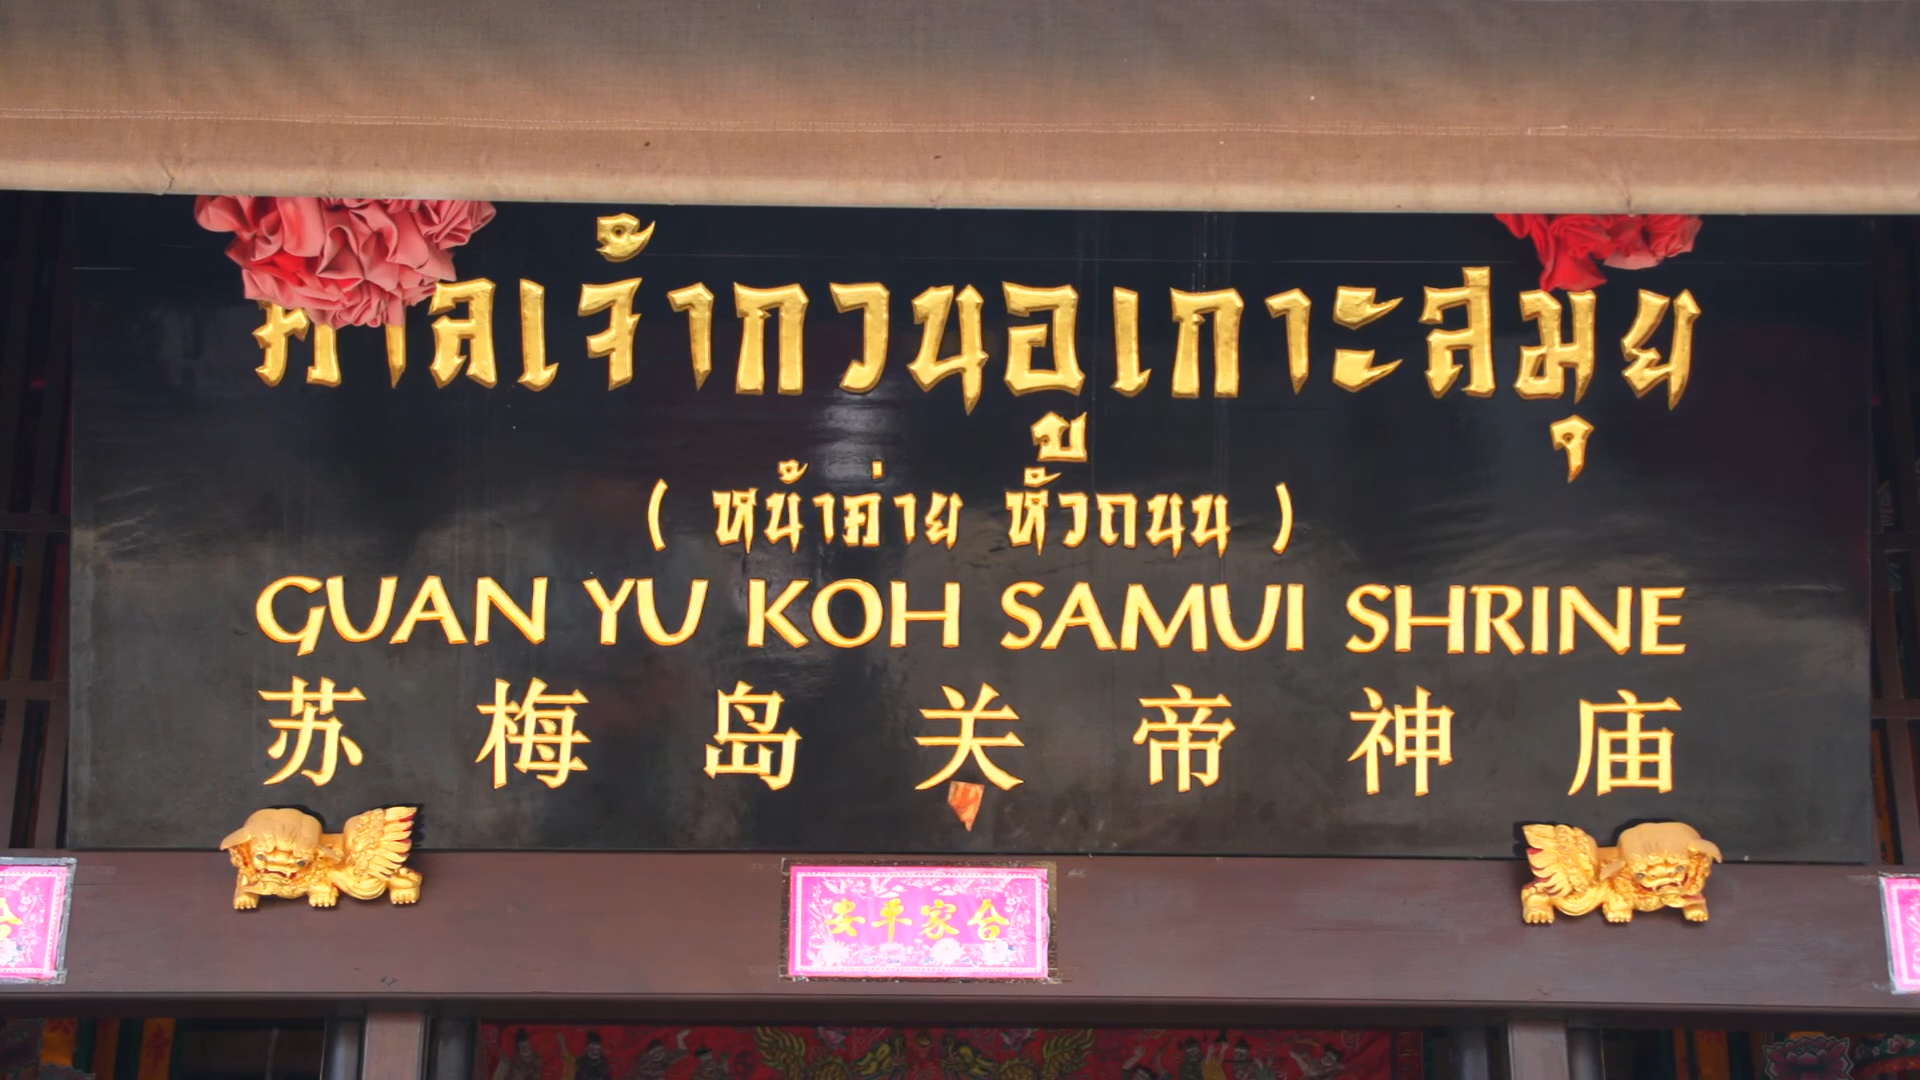 ศาลเจ้ากวนอูเกาะสมุย
( หน้าค่าย หัวถนน )
GUAN YU KOH SAMUI SHRINE
苏梅岛关帝神庙
安平家合